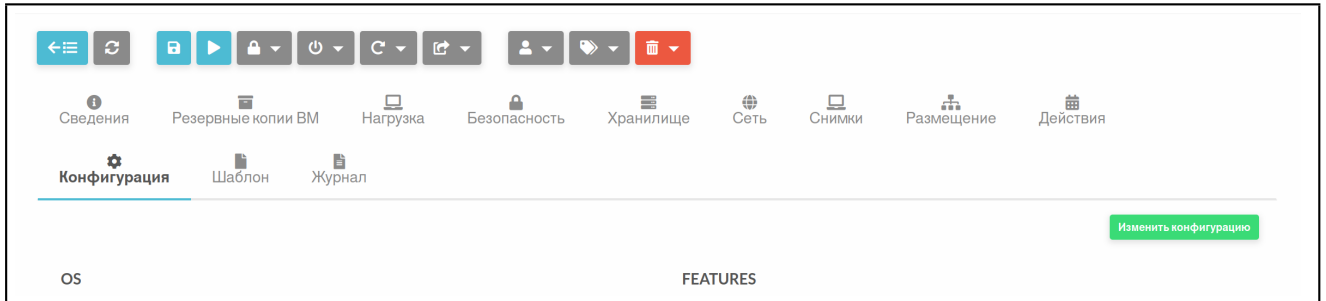 Сведения Резервные копии ВМ Нагрузка Безопасность Хранилище Сеть Снимки Размещение Действия
Конфигурация Шаблон Журнал
Изменить конфигурацию
OS FEATURES